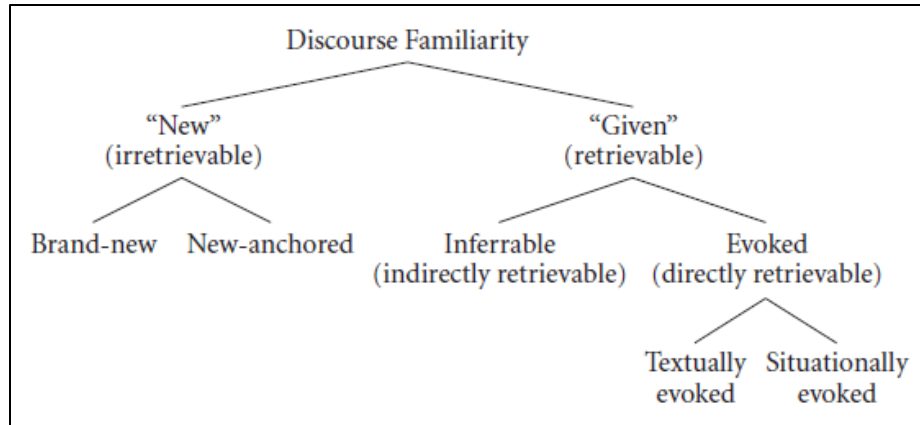 Discourse Familiarity
“New” “Given”
(irretrievable) (retrievable)
Brand-new New-anchored Inferrable Evoked
(indirectly retrievable) (directly retrievable)
Textually Situationally
evoked evoked